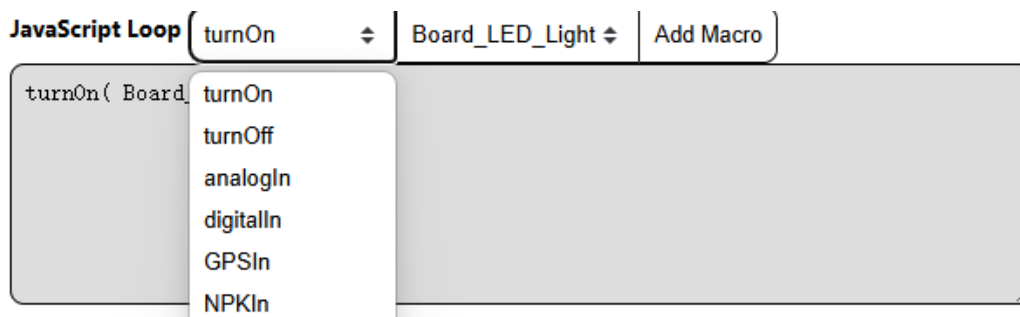 JavaScript Loop turnOn Board_LED_Light Add Macro
turnOn( Board_
turnOn
turnOff
analogIn
digitalIn
GPSIn
NPKIn